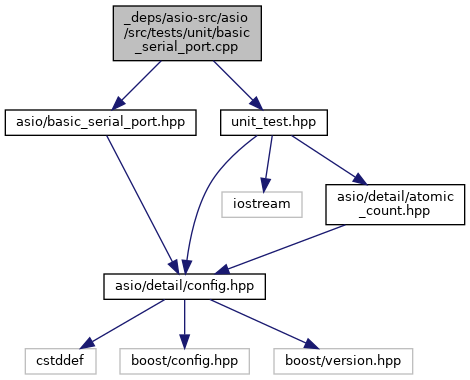 _deps/asio-src/asio
/src/tests/unit/basic
_serial_port.cpp
asio/basic_serial_port.hpp
unit_test.hpp
iostream
asio/detail/atomic
_count.hpp
asio/detail/config.hpp
cstddef
boost/config.hpp
boost/version.hpp